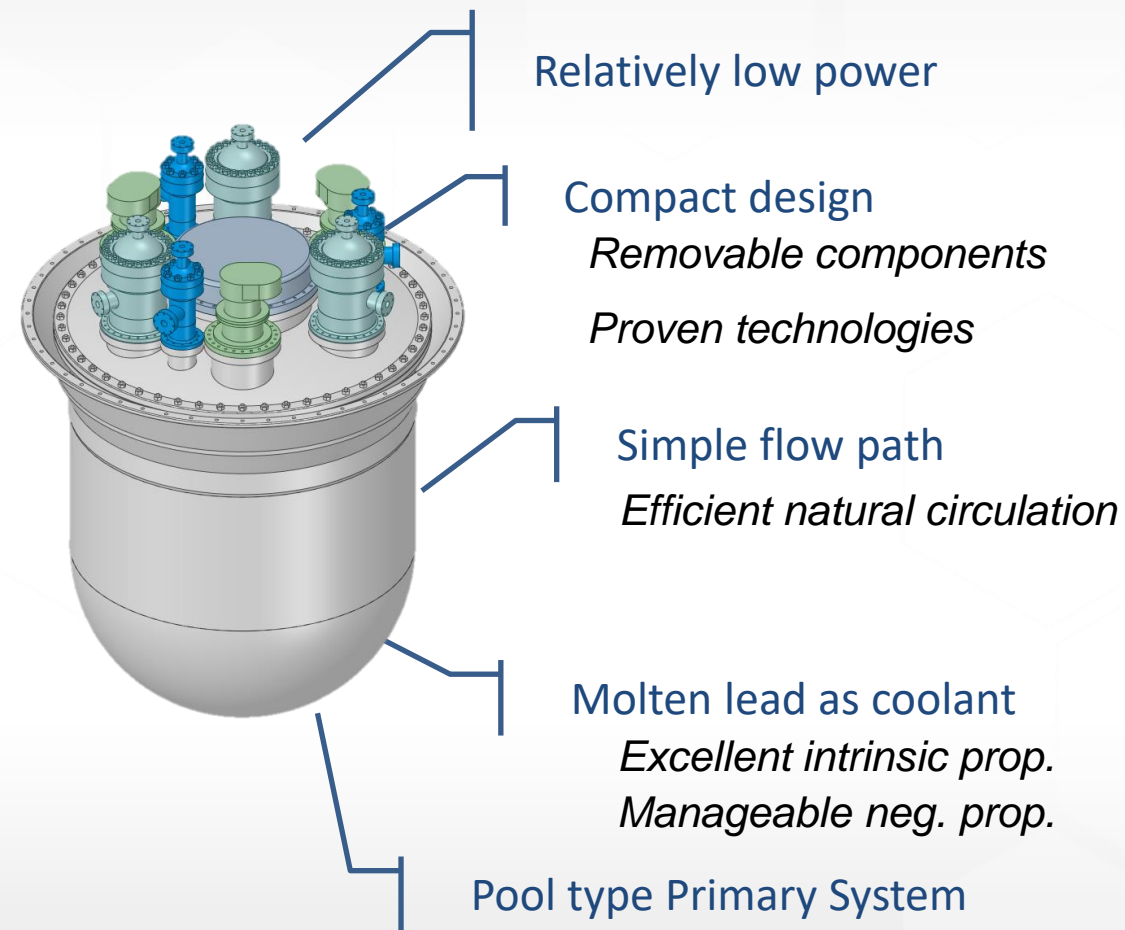 Relatively low power
Compact design
Removable components
Proven technologies
Simple flow path
Efficient natural circulation
Molten lead as coolant
Excellent intrinsic prop.
Manageable neg. prop.
Pool type Primary System